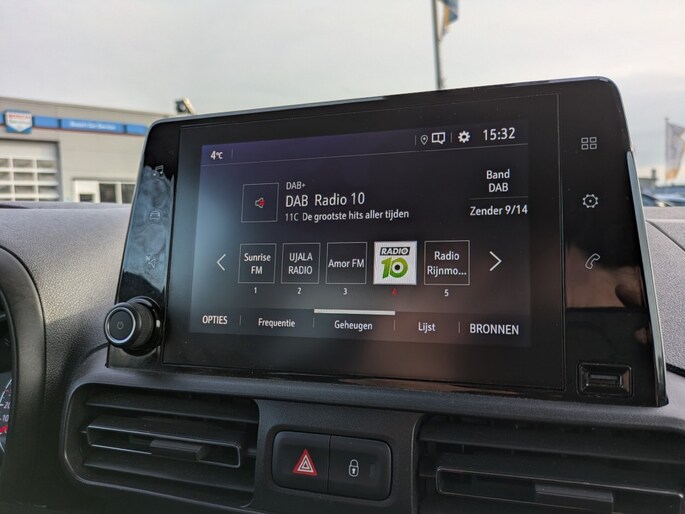 4°C
15:32
DAB+
DAB Radio 10
11C De grootste hits aller tijden
Band
DAB
Zender 9/14
Sunrise
FM
UJALA
RADIO
Amor FM
RADIO
10
Radio
Rijnmo...
1
2
3
4
5
OPTIES
Frequentie
Geheugen
Lijst
BRONNEN